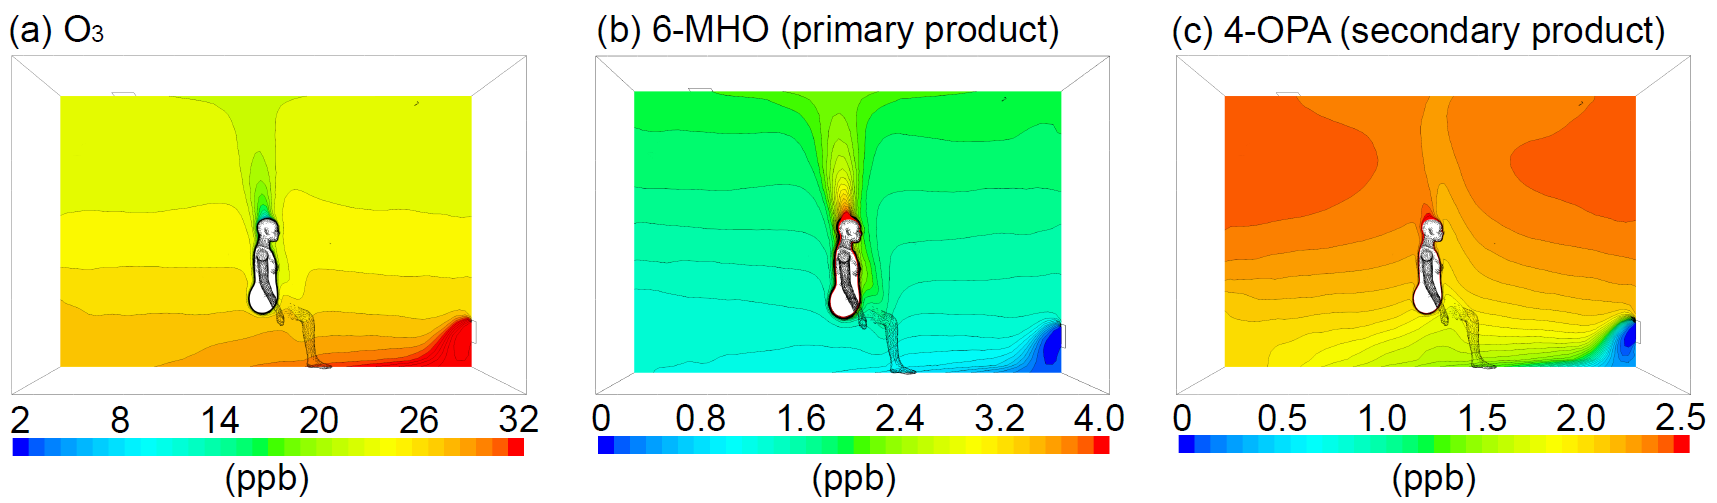 (a) O3
(b) 6-MHO (primary product)
(c) 4-OPA (secondary product)
2 8 14 20 26 32
(ppb)
0 0.8 1.6 2.4 3.2 4.0
(ppb)
0 0.5 1.0 1.5 2.0 2.5
(ppb)